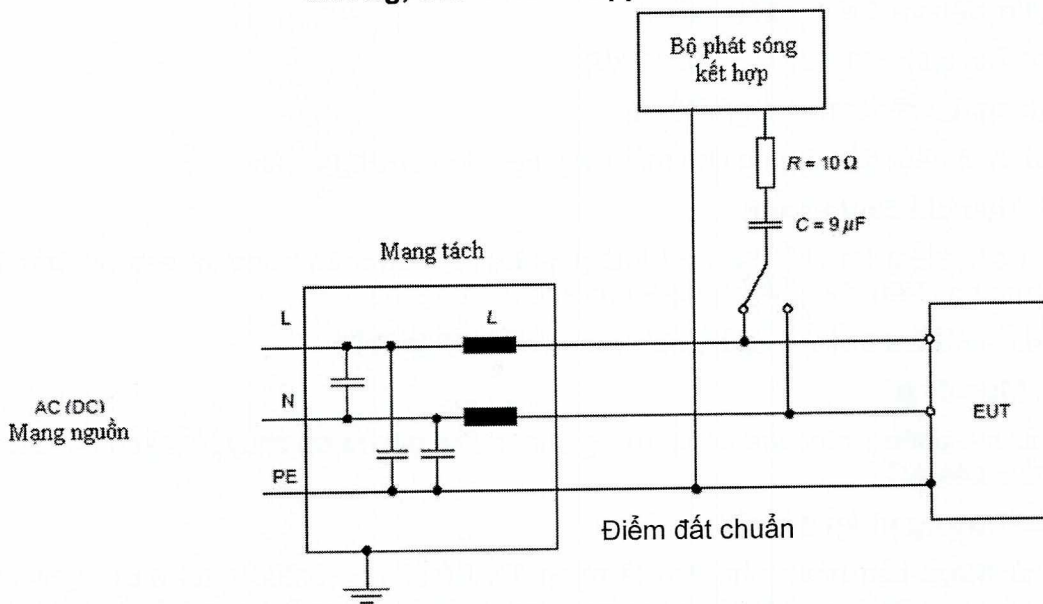 Bộ phát sóng
kết hợp
R = 10 Ω
C = 9 µF
Mạng tách
L
L
N
AC (DC)
Mạng nguồn
EUT
PE
Điểm đất chuẩn